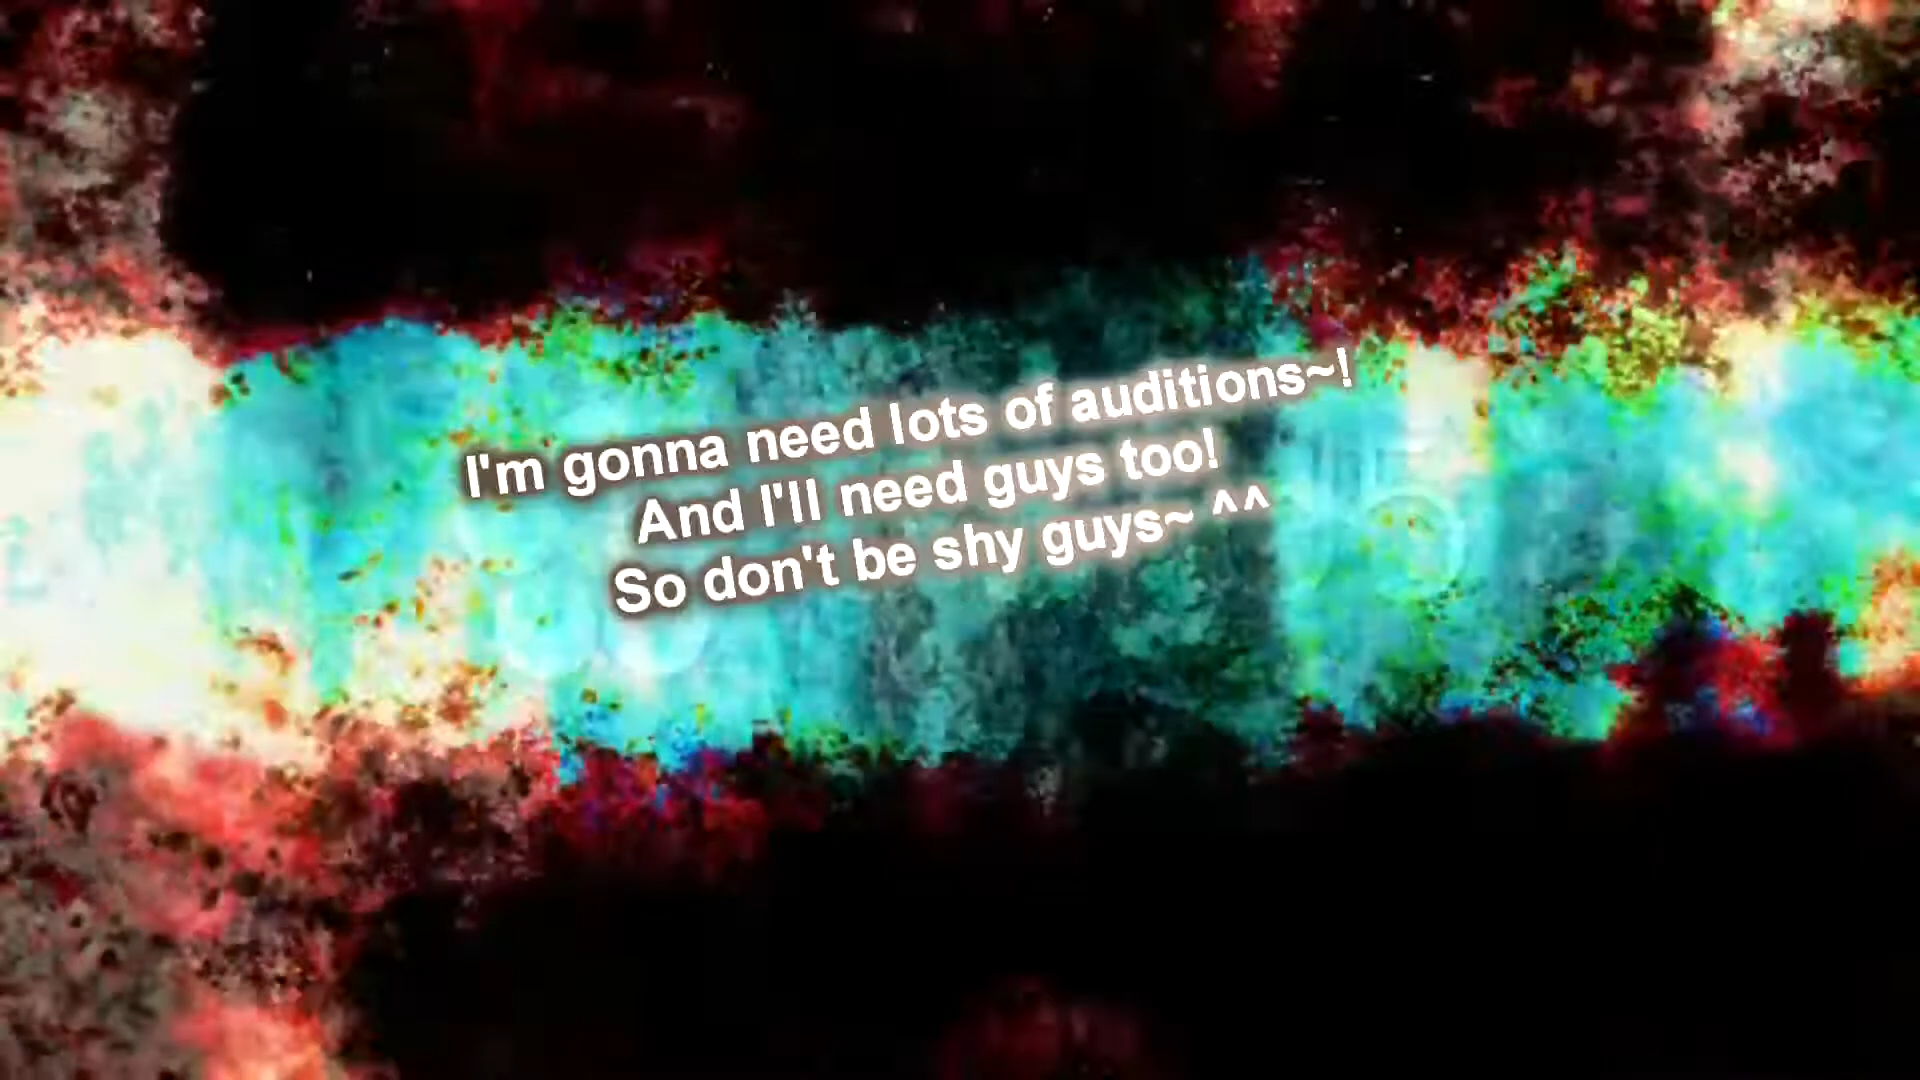 I'm gonna need lots of auditions~!
And I'll need guys too!
So don't be shy guys~ ^^